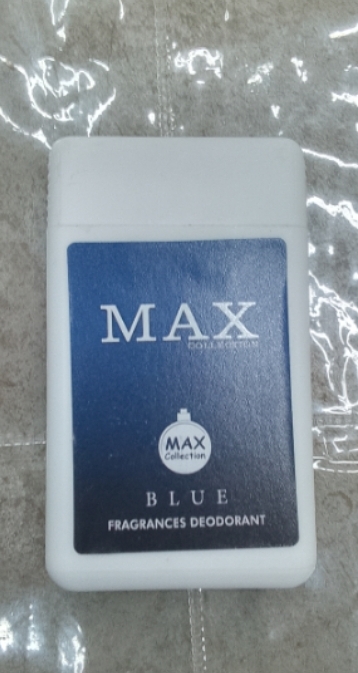 MAX
COLLECTION
MAX
Collection
BLUE
FRAGRANCES DEODORANT